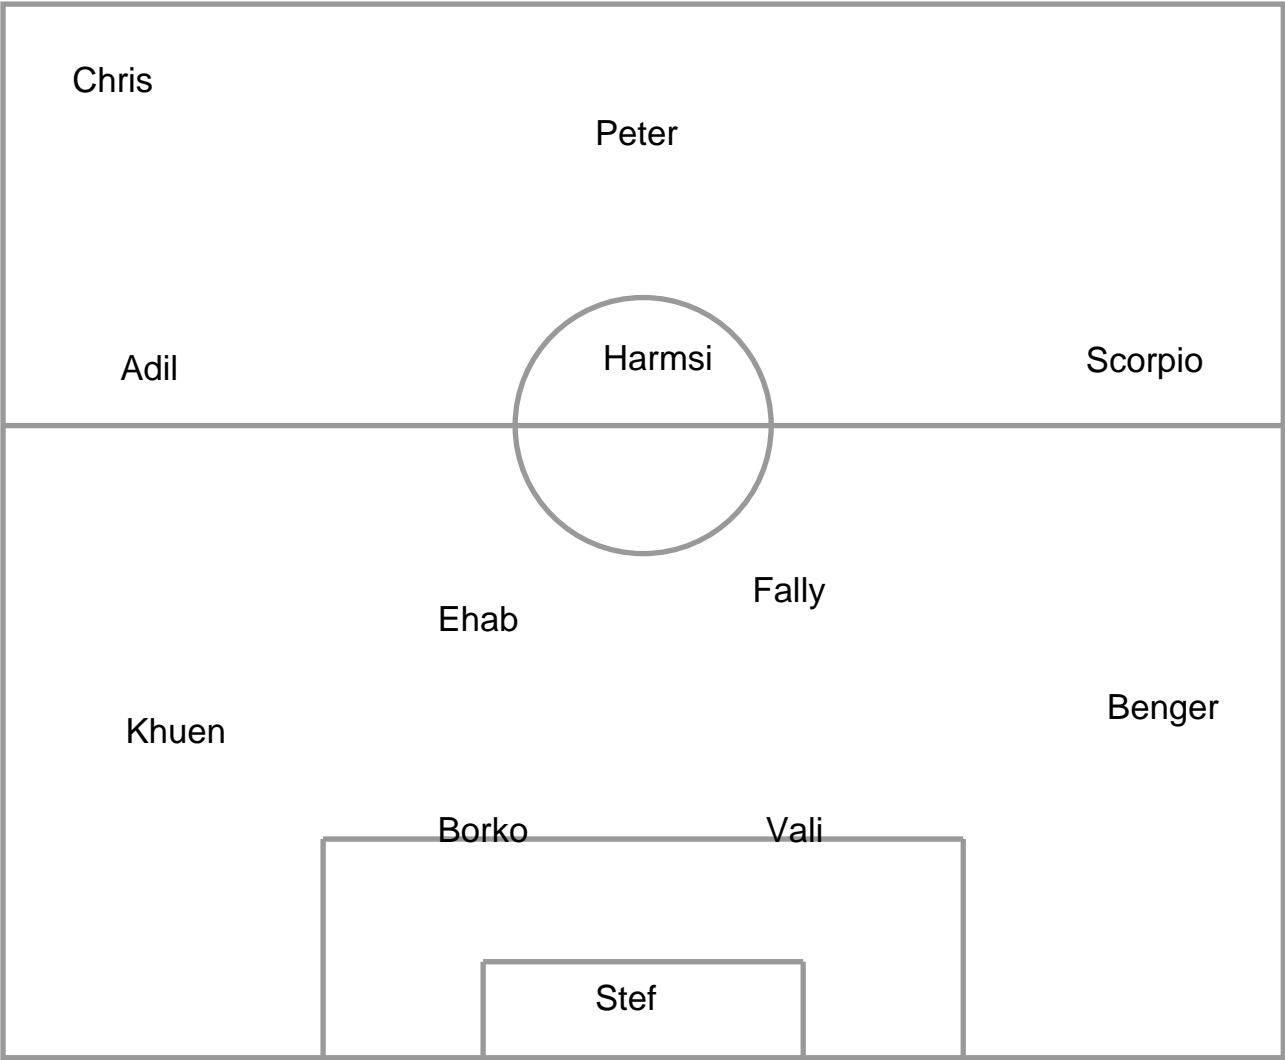 Chris
Peter
Adil
Harmsi
Scorpio
Fally
Ehab
Benger
Khuen
Borko
Vali
Stef